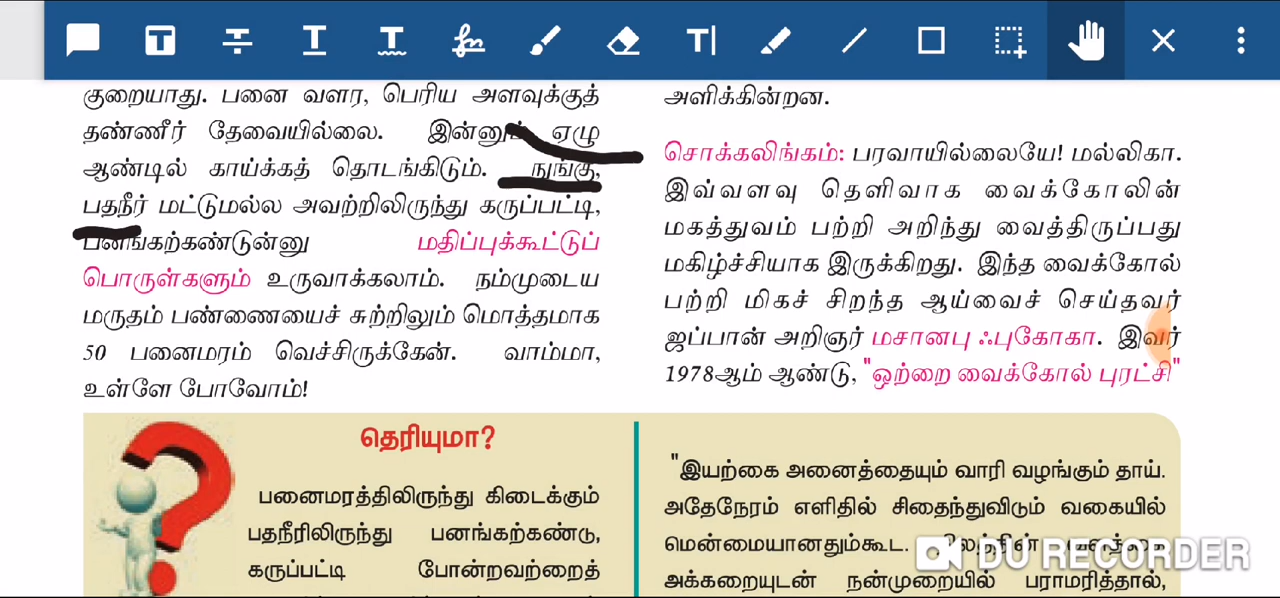 குறையாது. பனை வளர, பெரிய அளவுக்குத்
தண்ணீர் தேவையில்லை. இன்னும் ஏழு
ஆண்டில் காய்க்கத் தொடங்கிடும். நுங்கு,
பதநீர் மட்டுமல்ல அவற்றிலிருந்து கருப்பட்டி,
பனங்கற்கண்டுன்னு மதிப்புக்கூட்டுப்
பொருள்களும் உருவாக்கலாம். நம்முடைய
மருதம் பண்ணையைச் சுற்றிலும் மொத்தமாக
50 பனைமரம் வெச்சிருக்கேன். வாம்மா,
உள்ளே போவோம்!
அளிக்கின்றன.
சொக்கலிங்கம்: பரவாயில்லையே! மல்லிகா.
இவ்வளவு தெளிவாக வைக்கோலின்
மகத்துவம் பற்றி அறிந்து வைத்திருப்பது
மகிழ்ச்சியாக இருக்கிறது. இந்த வைக்கோல்
பற்றி மிகச் சிறந்த ஆய்வைச் செய்தவர்
ஜப்பான் அறிஞர் மசானபு ஃபுகோகா. இவர்
1978ஆம் ஆண்டு, "ஒற்றை வைக்கோல் புரட்சி"
தெரியுமா?
பனைமரத்திலிருந்து கிடைக்கும்
பதநீரிலிருந்து பனங்கற்கண்டு,
கருப்பட்டி போன்றவற்றைத்
"இயற்கை அனைத்தையும் வாரி வழங்கும் தாய்.
அதேநேரம் எளிதில் சிதைந்துவிடும் வகையில்
மென்மையானதும்கூட.
அக்கறையுடன் நன்முறையில் பராமரித்தால்,
DU RECORDER